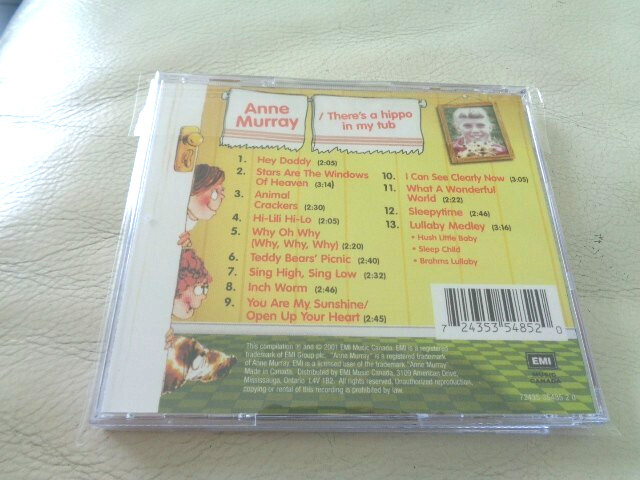 Anne
Murray
/ There's a hippo
in my tub
1. Hey Daddy (2:05)
2. Stars Are The Windows
Of Heaven (3:14)
3. Animal
Crackers (2:30)
4. Hi-Lili Hi-Lo (2:05)
5. Why Oh Why
(Why, Why, Why) (2:20)
6. Teddy Bears' Picnic (2:40)
7. Sing High, Sing Low (2:32)
8. Inch Worm (2:46)
9. You Are My Sunshine/
Open Up Your Heart (2:45)
10. I Can See Clearly Now (3:05)
11. What A Wonderful
World (2:22)
12. Sleepytime (2:46)
13. Lullaby Medley (3:16)
• Hush Little Baby
• Sleep Child
• Brahms Lullaby
7 24353 54852 0
This compilation ℗ and © 2001 EMI Music Canada. EMI is a registered
trademark of EMI Group plc. "Anne Murray" is a registered trademark
of Anne Murray. EMI is a licenced user of the trademark "Anne Murray".
Made in Canada. Distributed by EMI Music Canada, 3109 American Drive,
Mississauga, Ontario L4V 1B2. All rights reserved. Unauthorized reproduction,
copying or rental of this recording is prohibited by law.
EMI
MUSIC
CANADA